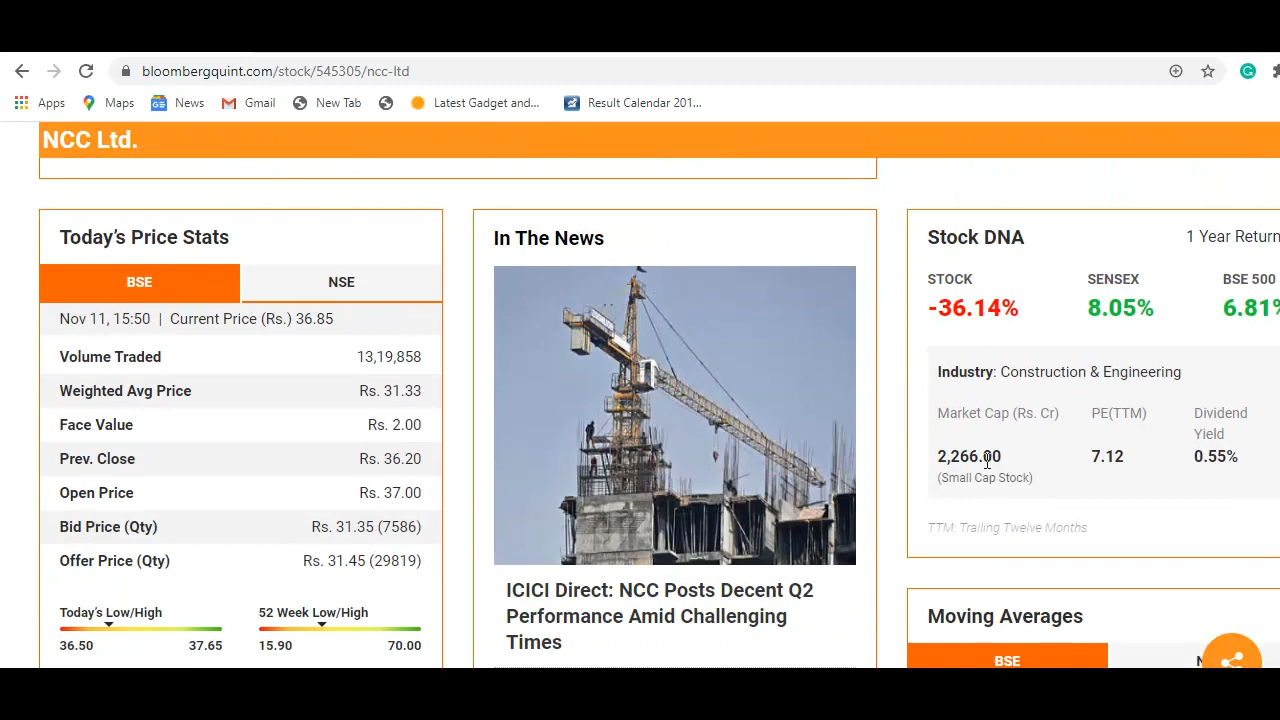 bloombergquint.com/stock/545305/ncc-ltd
Apps Maps News Gmail New Tab Latest Gadget and... Result Calendar 201...
NCC Ltd.
Today's Price Stats
BSE NSE
Nov 11, 15:50 | Current Price (Rs.) 36.85
Volume Traded 13,19,858
Weighted Avg Price Rs. 31.33
Face Value Rs. 2.00
Prev. Close Rs. 36.20
Open Price Rs. 37.00
Bid Price (Qty) Rs. 31.35 (7586)
Offer Price (Qty) Rs. 31.45 (29819)
Today's Low/High 52 Week Low/High
36.50 37.65 15.90 70.00
In The News
ICICI Direct: NCC Posts Decent Q2
Performance Amid Challenging
Times
Stock DNA 1 Year Return
STOCK SENSEX BSE 500
-36.14% 8.05% 6.81%
Industry: Construction & Engineering
Market Cap (Rs. Cr) PE(TTM) Dividend
Yield
2,266.00 7.12 0.55%
(Small Cap Stock)
TTM: Trailing Twelve Months
Moving Averages
BSE